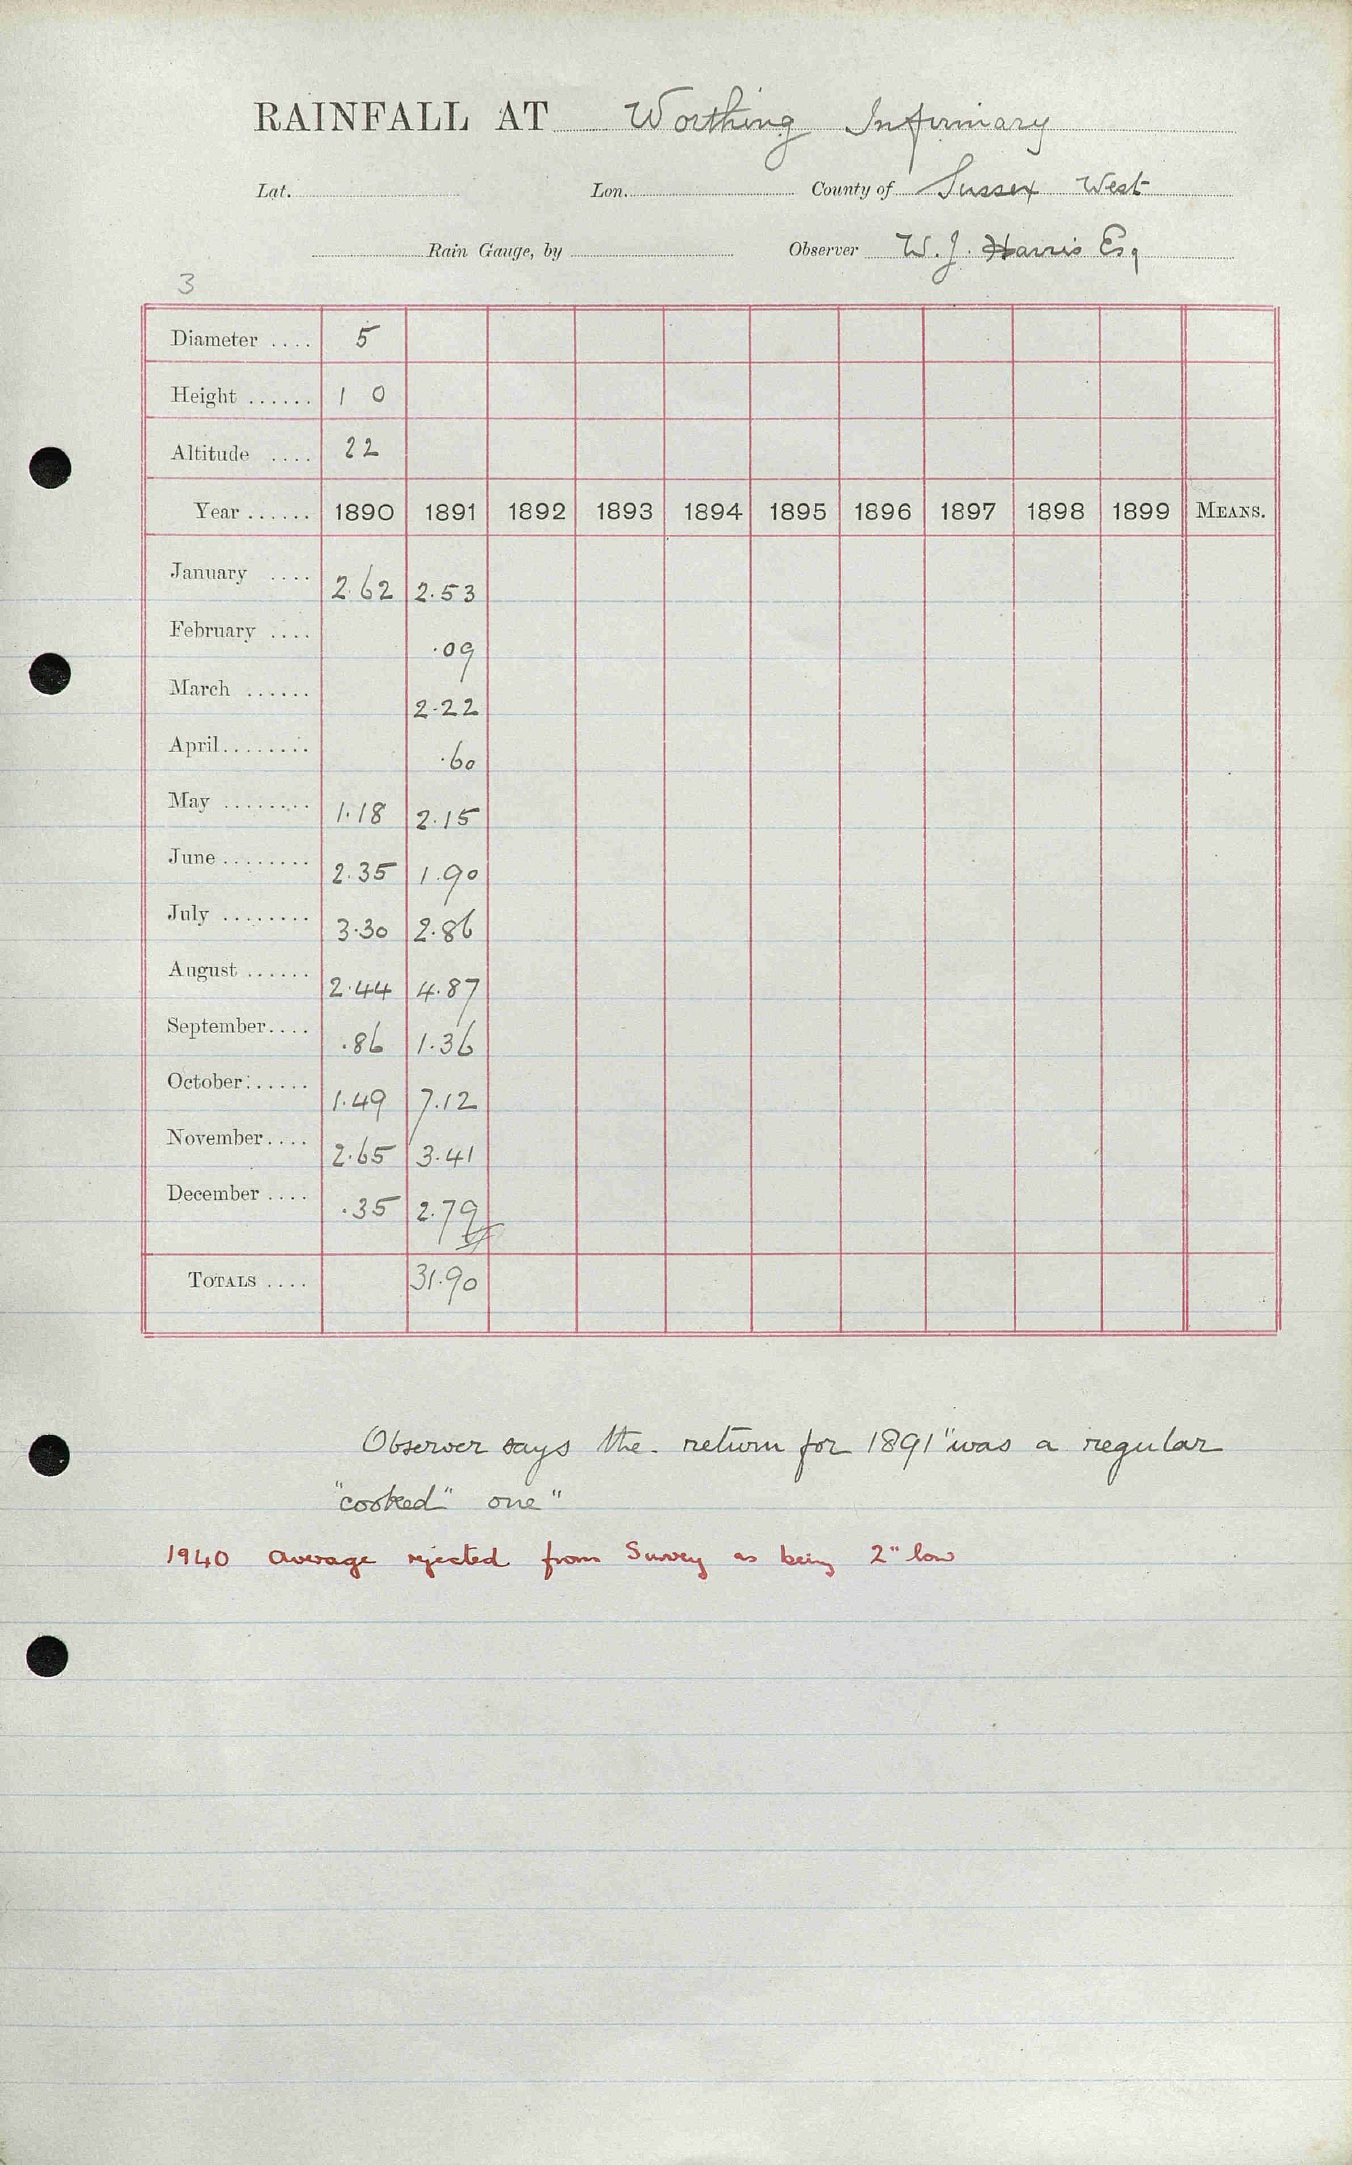 RAINFALL AT Worthing Infirmary
Lat. Lon. County of Sussex West
Rain Gauge, by Observer W. J. Harris Esq
3
Diameter .... 5
Height ...... 1 0
Altitude .... 22
Year ...... 1890 1891 1892 1893 1894 1895 1896 1897 1898 1899 MEANS.
January .... 2.62 2.53
February .... .09
March ...... 2.22
April ........ .60
May ........ 1.18 2.15
June ........ 2.35 1.90
July ........ 3.30 2.86
August ...... 2.44 4.87
September .... .86 1.36
October ...... 1.49 7.12
November .... 2.65 3.41
December .... .35 2.79
TOTALS .... 31.90
Observer says the return for 1891 "was a regular
"cooked" one"
1940 average rejected from Survey as being 2" low